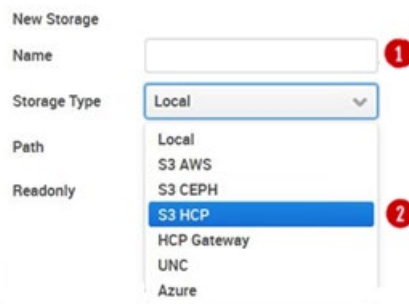 New Storage
Name 1
Storage Type Local
Path
Readonly
Local
S3 AWS
S3 CEPH
S3 HCP 2
HCP Gateway
UNC
Azure